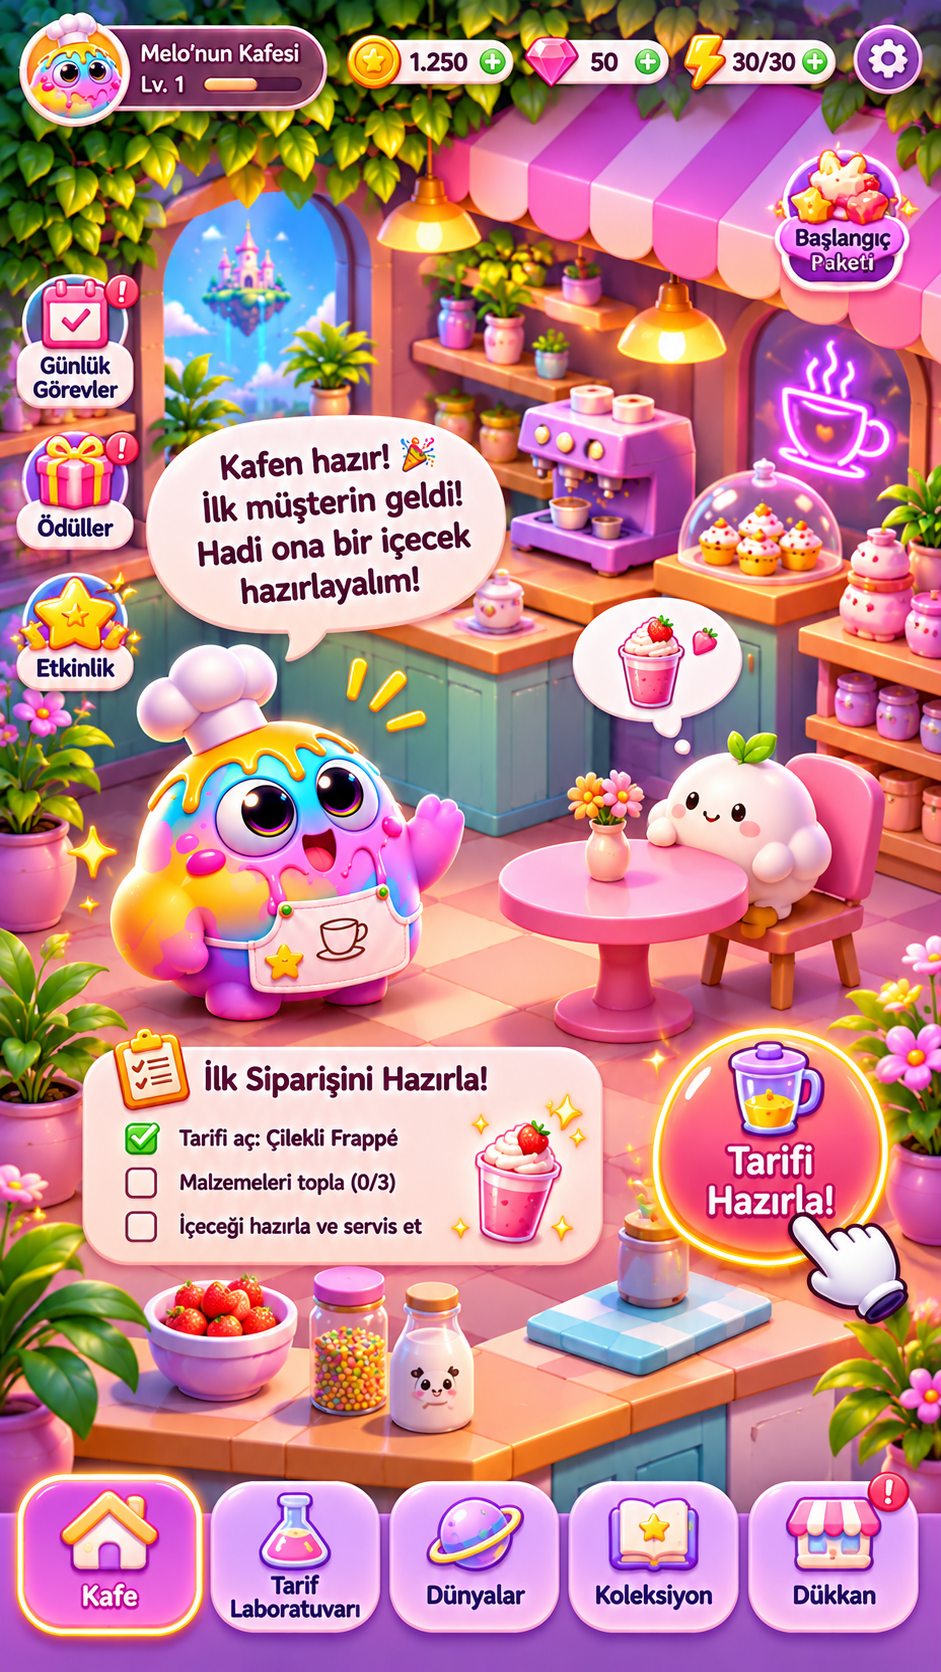 Melo'nun Kafesi
Lv. 1
1.250
50
30/30
Başlangıç
Paketi
Günlük
Görevler
Ödüller
Etkinlik
Kafen hazır!
İlk müşterin geldi!
Hadi ona bir içecek
hazırlayalım!
İlk Siparişini Hazırla!
Tarifi aç: Çilekli Frappé
Malzemeleri topla (0/3)
İçeceği hazırla ve servis et
Tarifi
Hazırla!
Kafe
Tarif
Laboratuvarı
Dünyalar
Koleksiyon
Dükkan